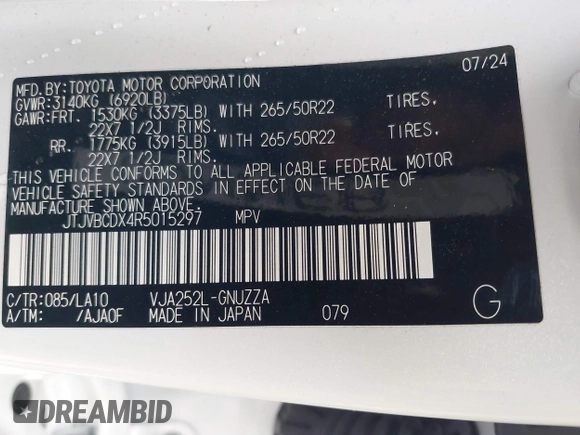 07/24
MFD.BY:TOYOTA MOTOR CORPORATION
GVWR:3140KG (6920LB)
GAWR:FRT. 1530KG (3375LB) WITH 265/50R22 TIRES,
22X7 1/2J RIMS.
RR. 1775KG (3915LB) WITH 265/50R22 TIRES,
22X7 1/2J RIMS.
THIS VEHICLE CONFORMS TO ALL APPLICABLE FEDERAL MOTOR
VEHICLE SAFETY STANDARDS IN EFFECT ON THE DATE OF
MANUFACTURE SHOWN ABOVE.
JTJVBCDX4R5015297 MPV
C/TR:085/LA10 VJA252L-GNUZZA
A/TM: /AJA0F MADE IN JAPAN 079 G
DREAMBID